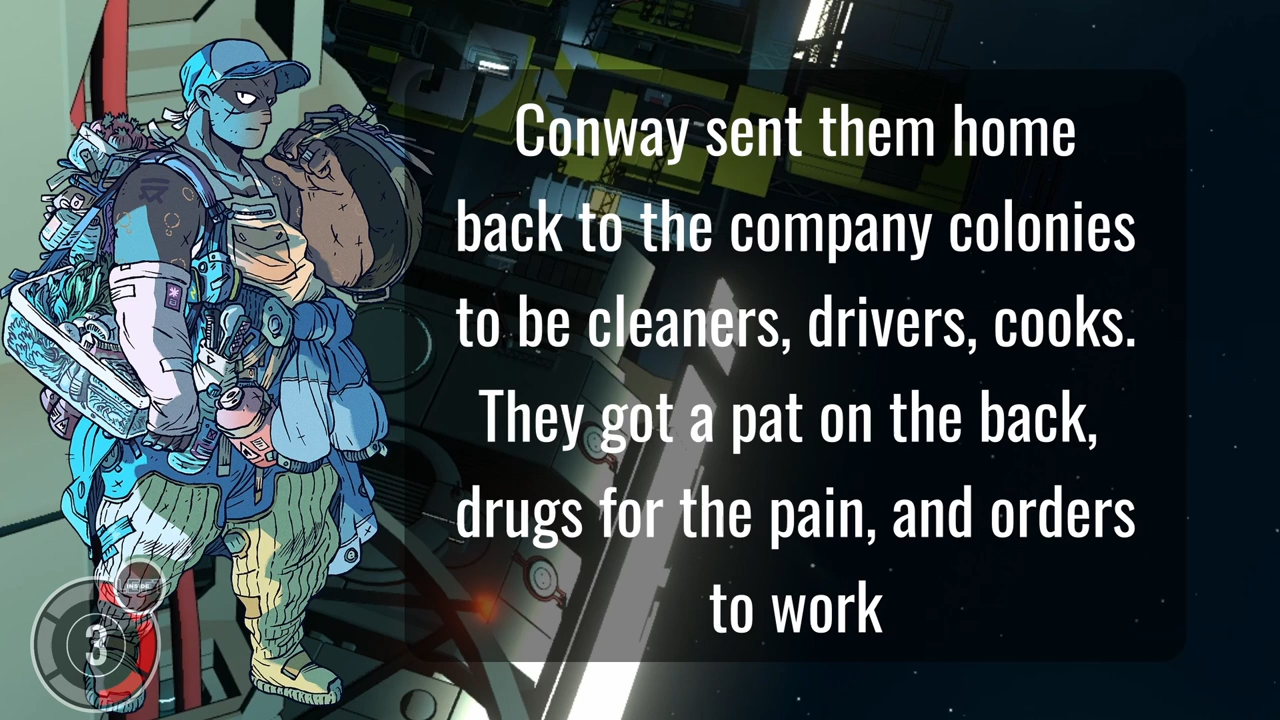 Conway sent them home
back to the company colonies
to be cleaners, drivers, cooks.
They got a pat on the back,
drugs for the pain, and orders
to work
INSIDE
3